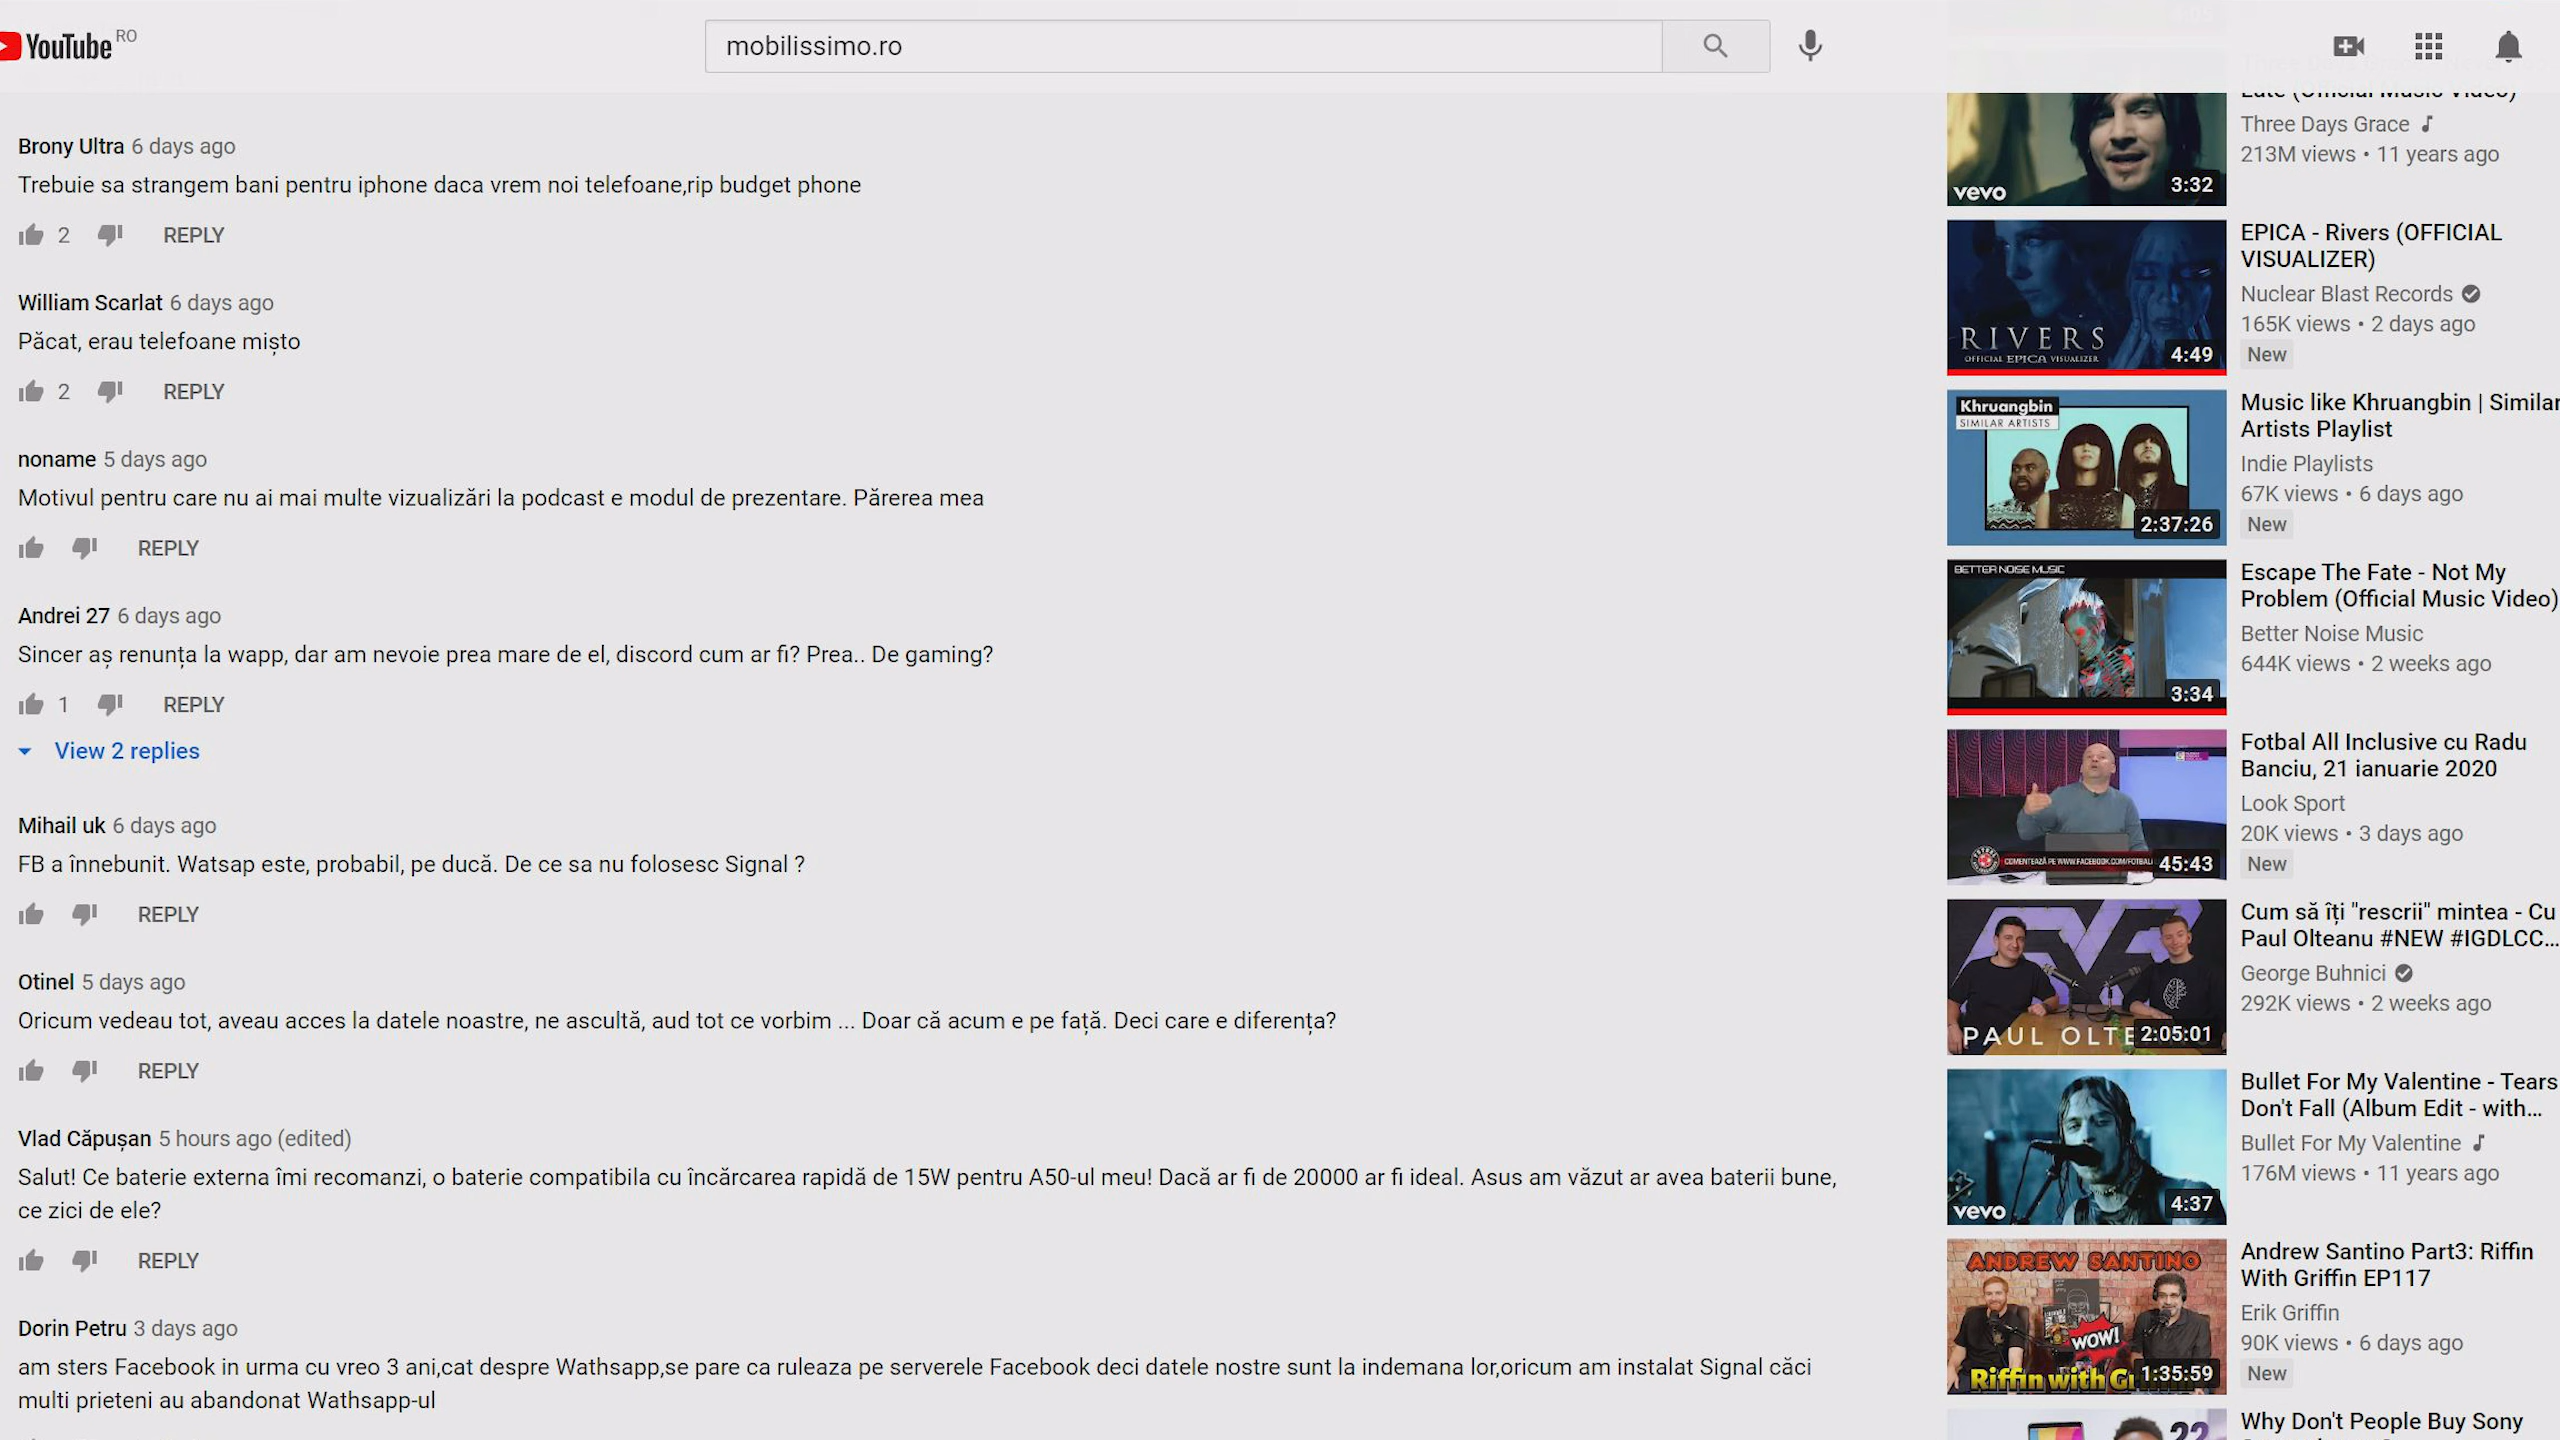 YouTube RO
mobilissimo.ro
Brony Ultra 6 days ago
Trebuie sa strangem bani pentru iphone daca vrem noi telefoane,rip budget phone
2 REPLY
William Scarlat 6 days ago
Păcat, erau telefoane mișto
2 REPLY
noname 5 days ago
Motivul pentru care nu ai mai multe vizualizări la podcast e modul de prezentare. Părerea mea
REPLY
Andrei 27 6 days ago
Sincer aș renunța la wapp, dar am nevoie prea mare de el, discord cum ar fi? Prea.. De gaming?
1 REPLY
View 2 replies
Mihail uk 6 days ago
FB a înnebunit. Watsap este, probabil, pe ducă. De ce sa nu folosesc Signal ?
REPLY
Otinel 5 days ago
Oricum vedeau tot, aveau acces la datele noastre, ne ascultă, aud tot ce vorbim ... Doar că acum e pe față. Deci care e diferența?
REPLY
Vlad Căpușan 5 hours ago (edited)
Salut! Ce baterie externa îmi recomanzi, o baterie compatibila cu încărcarea rapidă de 15W pentru A50-ul meu! Dacă ar fi de 20000 ar fi ideal. Asus am văzut ar avea baterii bune,
ce zici de ele?
REPLY
Dorin Petru 3 days ago
am sters Facebook in urma cu vreo 3 ani,cat despre Wathsapp,se pare ca ruleaza pe serverele Facebook deci datele nostre sunt la indemana lor,oricum am instalat Signal căci
multi prieteni au abandonat Wathsapp-ul
vevo
3:32
Late (Official Music Video)
Three Days Grace
213M views • 11 years ago
RIVERS
OFFICIAL EPICA VISUALIZER
4:49
EPICA - Rivers (OFFICIAL
VISUALIZER)
Nuclear Blast Records
165K views • 2 days ago
New
Khruangbin
SIMILAR ARTISTS
2:37:26
Music like Khruangbin | Similar
Artists Playlist
Indie Playlists
67K views • 6 days ago
New
BETTER NOISE MUSIC
3:34
Escape The Fate - Not My
Problem (Official Music Video)
Better Noise Music
644K views • 2 weeks ago
COMENTEAZĂ PE WWW.FACEBOOK.COM/FOTBAL
45:43
Fotbal All Inclusive cu Radu
Banciu, 21 ianuarie 2020
Look Sport
20K views • 3 days ago
New
PAUL OLTE
2:05:01
Cum să îți "rescrii" mintea - Cu
Paul Olteanu #NEW #IGDLCC...
George Buhnici
292K views • 2 weeks ago
vevo
4:37
Bullet For My Valentine - Tears
Don't Fall (Album Edit - with...
Bullet For My Valentine
176M views • 11 years ago
ANDREW SANTINO
WOW!
Riffin with G
1:35:59
Andrew Santino Part3: Riffin
With Griffin EP117
Erik Griffin
90K views • 6 days ago
New
22
Why Don't People Buy Sony